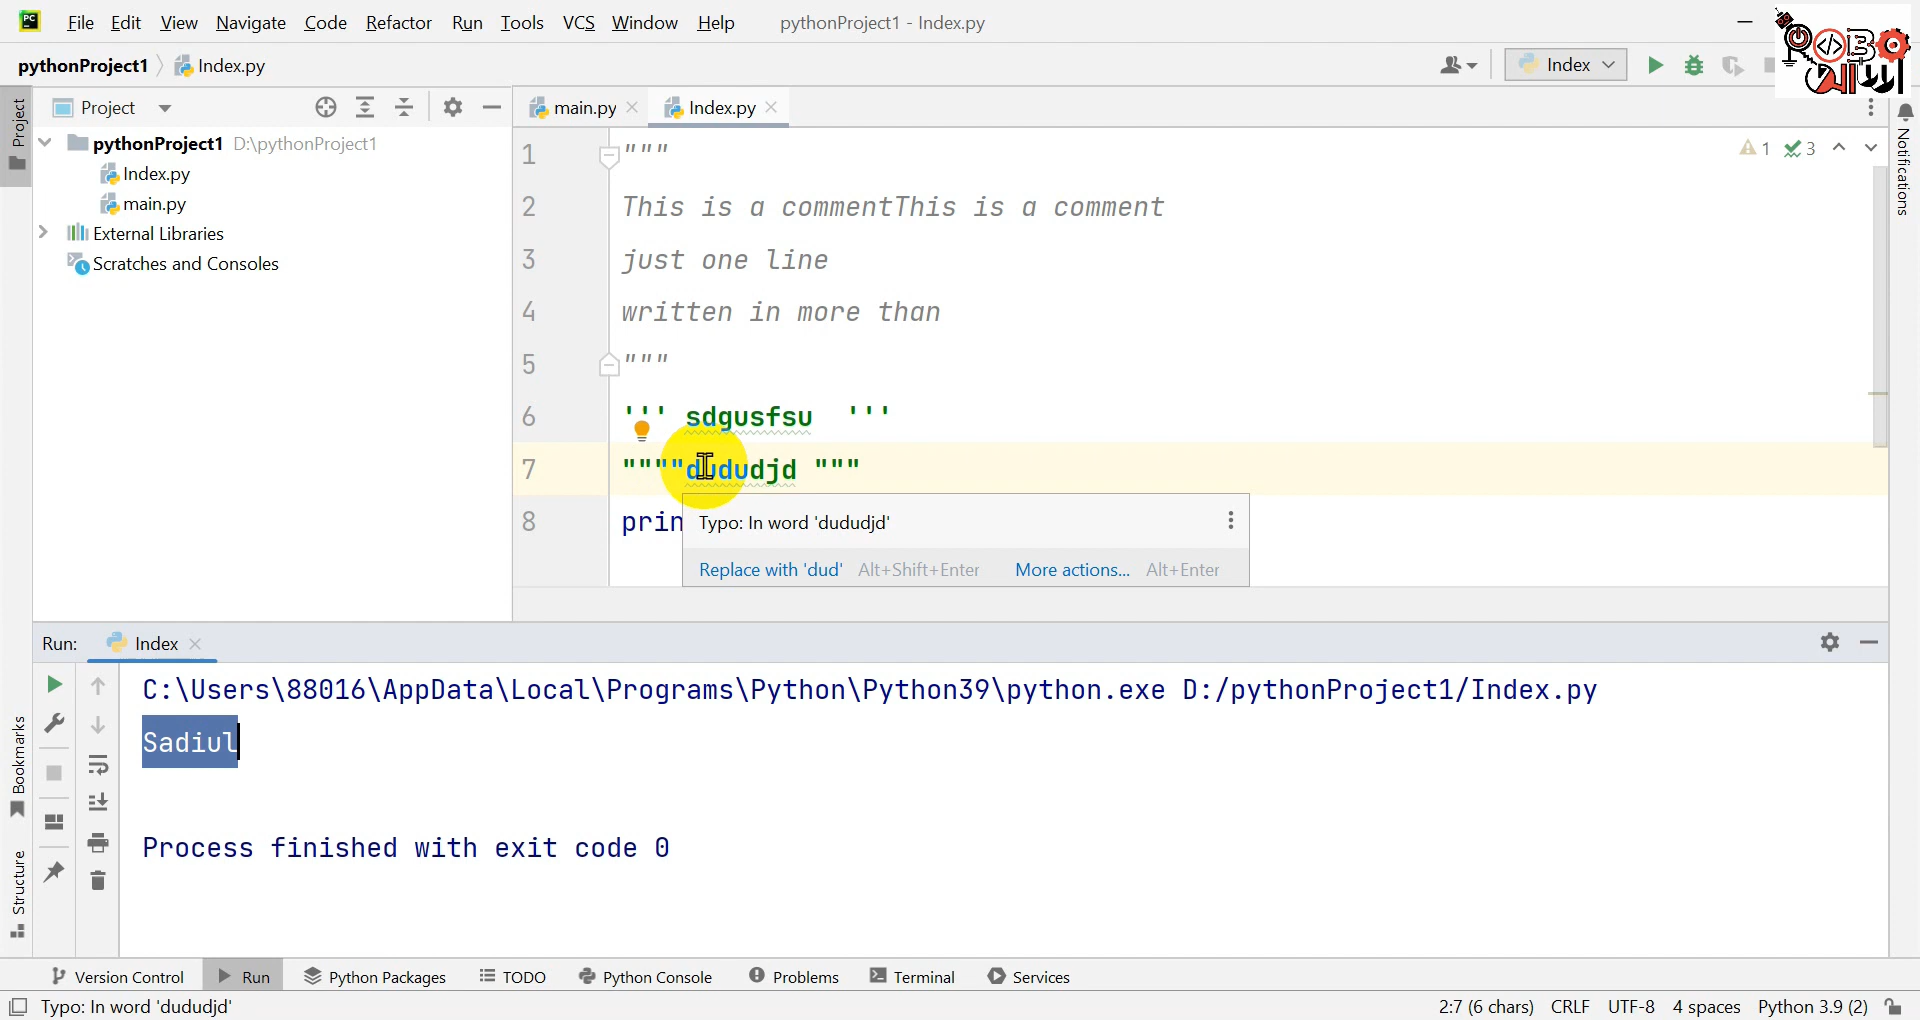 File Edit View Navigate Code Refactor Run Tools VCS Window Help pythonProject1 - Index.py
pythonProject1 Index.py
Index
Project
main.py
Index.py
Project
pythonProject1 D:\pythonProject1
Index.py
main.py
External Libraries
Scratches and Consoles
1 """
2 This is a commentThis is a comment
3 just one line
4 written in more than
5 """
6 ''' sdgusfsu '''
7 """"dududjd """
8 prin
1 3
Notifications
Typo: In word 'dududjd'
Replace with 'dud' Alt+Shift+Enter More actions... Alt+Enter
Run: Index
C:\Users\88016\AppData\Local\Programs\Python\Python39\python.exe D:/pythonProject1/Index.py
Sadiul
Process finished with exit code 0
Bookmarks
Structure
Version Control Run Python Packages TODO Python Console Problems Terminal Services
Typo: In word 'dududjd' 2:7 (6 chars) CRLF UTF-8 4 spaces Python 3.9 (2)